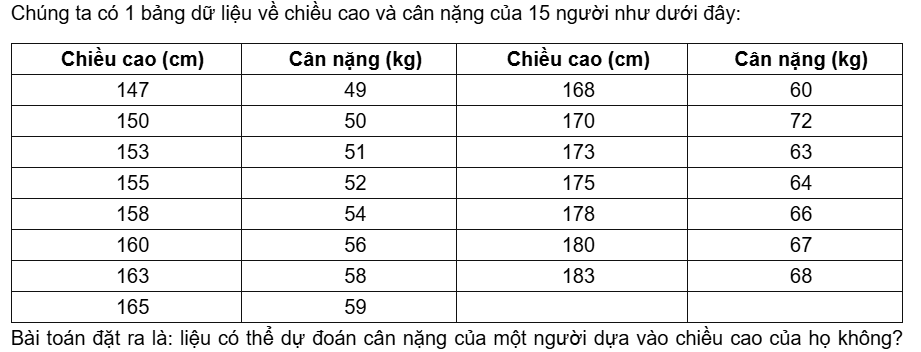 Chúng ta có 1 bảng dữ liệu về chiều cao và cân nặng của 15 người như dưới đây:
Chiều cao (cm) Cân nặng (kg) Chiều cao (cm) Cân nặng (kg)
147 49 168 60
150 50 170 72
153 51 173 63
155 52 175 64
158 54 178 66
160 56 180 67
163 58 183 68
165 59
Bài toán đặt ra là: liệu có thể dự đoán cân nặng của một người dựa vào chiều cao của họ không?